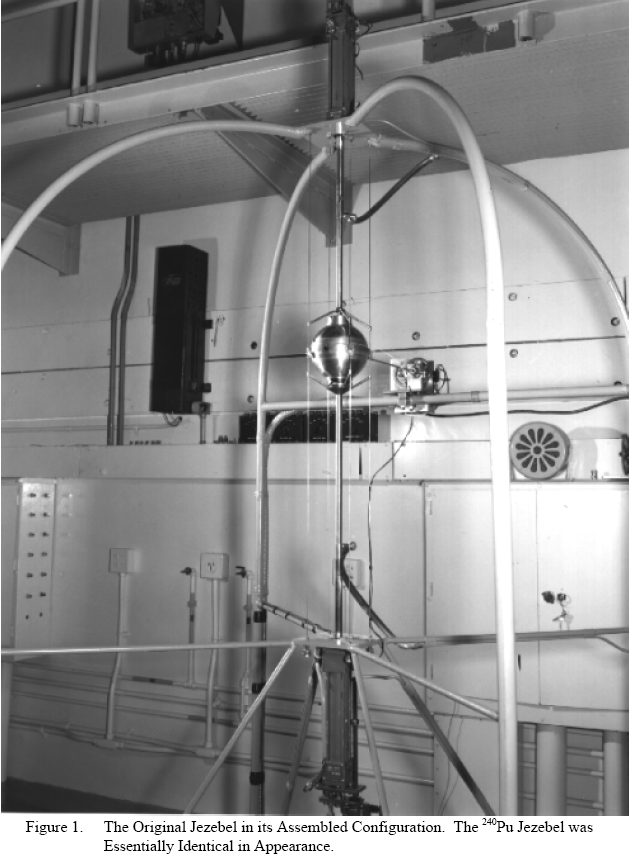 Figure 1. The Original Jezebel in its Assembled Configuration. The ²⁴⁰Pu Jezebel was
Essentially Identical in Appearance.